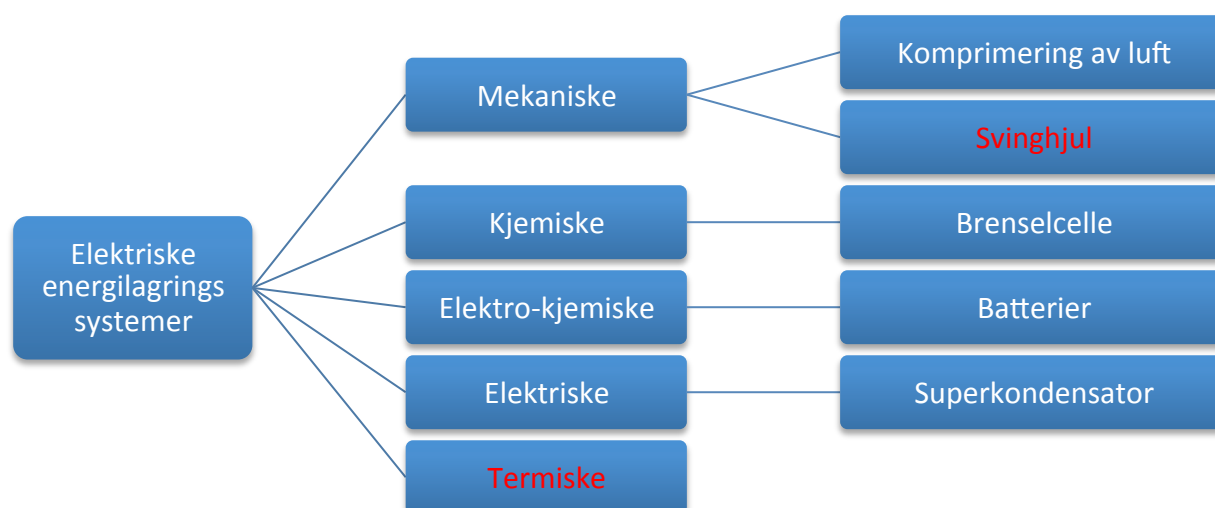 Elektriske
energilagrings
systemer
Mekaniske
Komprimering av luft
Svinghjul
Kjemiske
Brenselcelle
Elektro-kjemiske
Batterier
Elektriske
Superkondensator
Termiske